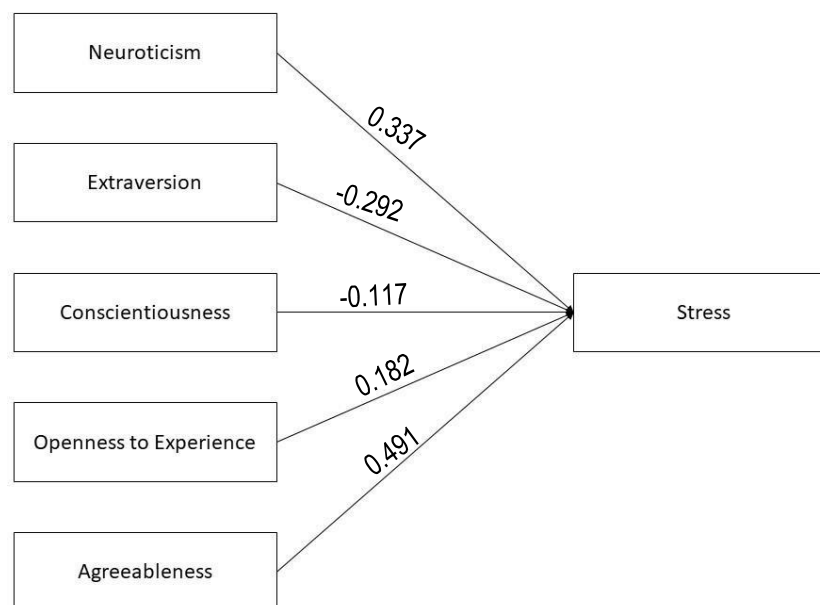 Neuroticism
0.337
Extraversion
-0.292
Conscientiousness
-0.117
Stress
0.182
Openness to Experience
0.491
Agreeableness